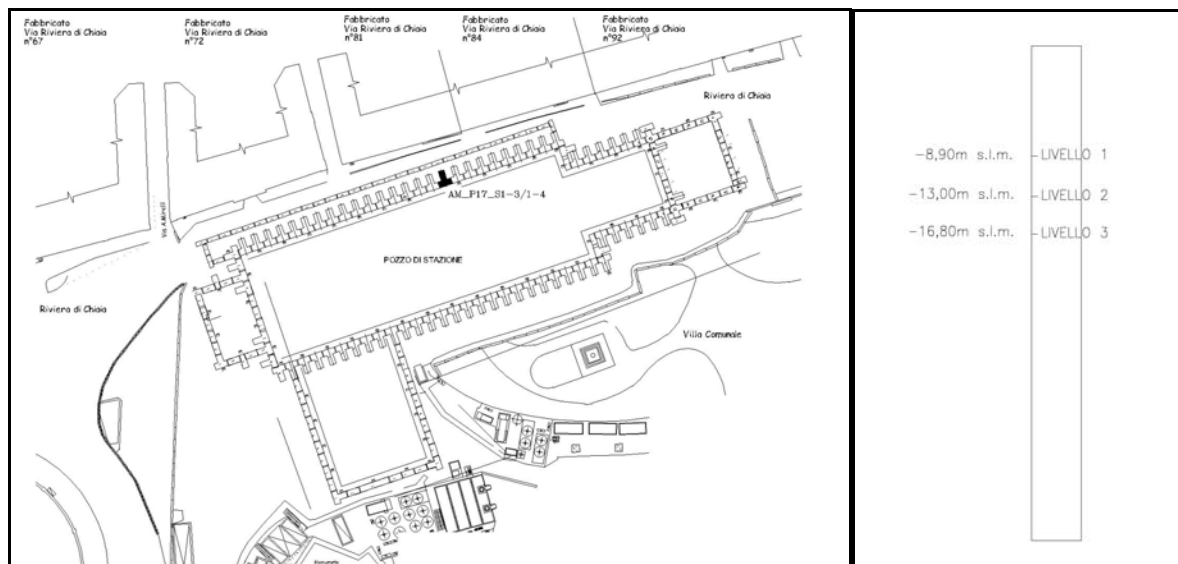 Fabbricato
Via Riviera di Chiaia
n°67
Fabbricato
Via Riviera di Chiaia
n°72
Fabbricato
Via Riviera di Chiaia
n°81
Fabbricato
Via Riviera di Chiaia
n°84
Fabbricato
Via Riviera di Chiaia
n°92
Riviera di Chiaia
AM_P17_S1-3/1-4
POZZO DI STAZIONE
Riviera di Chiaia
Villa Comunale
-8,90m s.l.m. LIVELLO 1
-13,00m s.l.m. LIVELLO 2
-16,80m s.l.m. LIVELLO 3